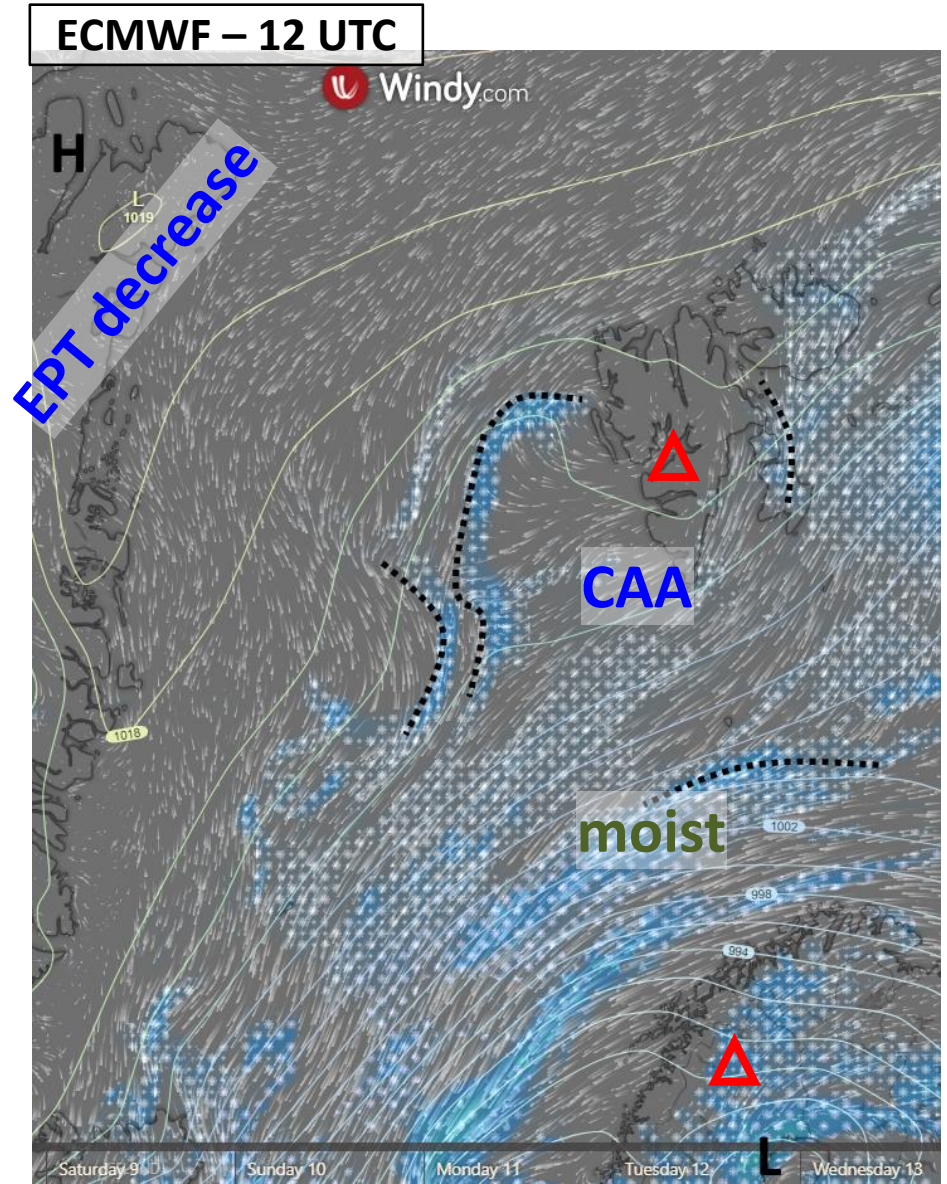 ECMWF – 12 UTC
Windy.com
H
L
1019
EPT decrease
CAA
1018
moist
1002
998
994
L
Saturday 9 Sunday 10 Monday 11 Tuesday 12 Wednesday 13